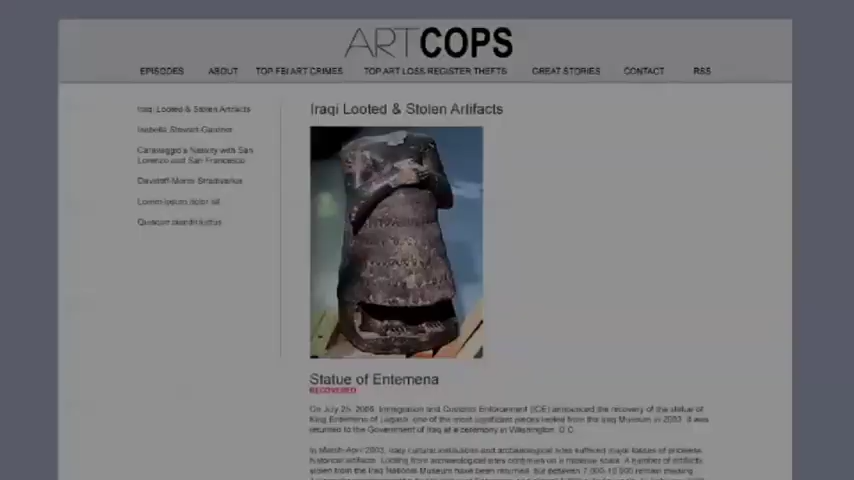 ARTCOPS
EPISODES ABOUT TOP FBI ART CRIMES TOP ART LOSS REGISTER THEFTS GREAT STORIES CONTACT RSS
Iraqi Looted & Stolen Artifacts
Isabella Stewart Gardner
Caravaggio's Nativity with San
Lorenzo and San Francesco
Davidoff-Morini Stradivarius
Lorem ipsum dolor sit
Iraqi Looted & Stolen Artifacts
Statue of Entemena
RECOVERED
On July 25, 2006, Immigration and Customs Enforcement (ICE) announced the recovery of the statue of
King Entemena of Lagash, one of the most significant pieces looted from the Iraq Museum in 2003. It was
returned to the Government of Iraq at a ceremony in Washington, D.C.
In March-April 2003, Iraqi cultural institutions and archaeological sites suffered major losses of priceless
historical artifacts. Looting from archaeological sites continues on a massive scale. A number of artifacts
stolen from the Iraq National Museum have been returned, but between 7,000-10,000 remain missing.